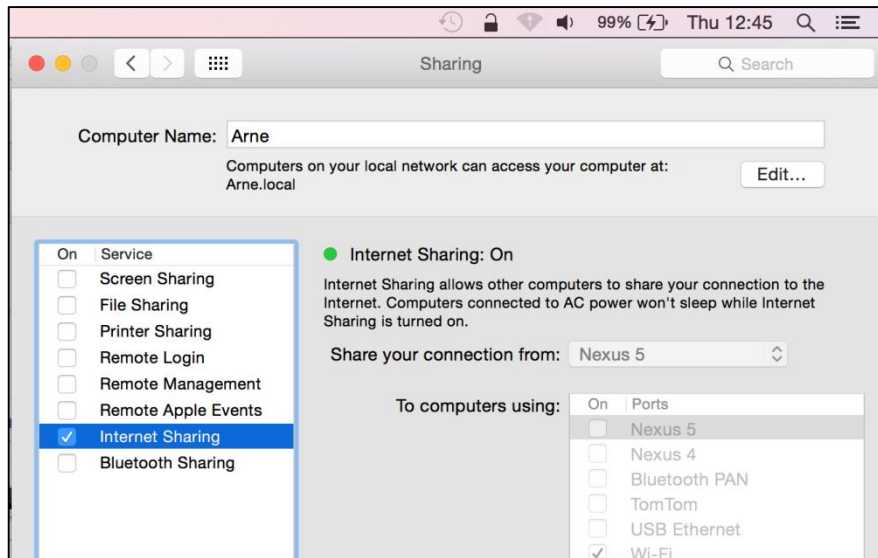 99% Thu 12:45
Sharing
Search
Computer Name: Arne
Computers on your local network can access your computer at:
Arne.local
Edit...
On Service
Screen Sharing
File Sharing
Printer Sharing
Remote Login
Remote Management
Remote Apple Events
Internet Sharing
Bluetooth Sharing
Internet Sharing: On
Internet Sharing allows other computers to share your connection to the
Internet. Computers connected to AC power won't sleep while Internet
Sharing is turned on.
Share your connection from: Nexus 5
To computers using:
On Ports
Nexus 5
Nexus 4
Bluetooth PAN
TomTom
USB Ethernet
Wi-Fi